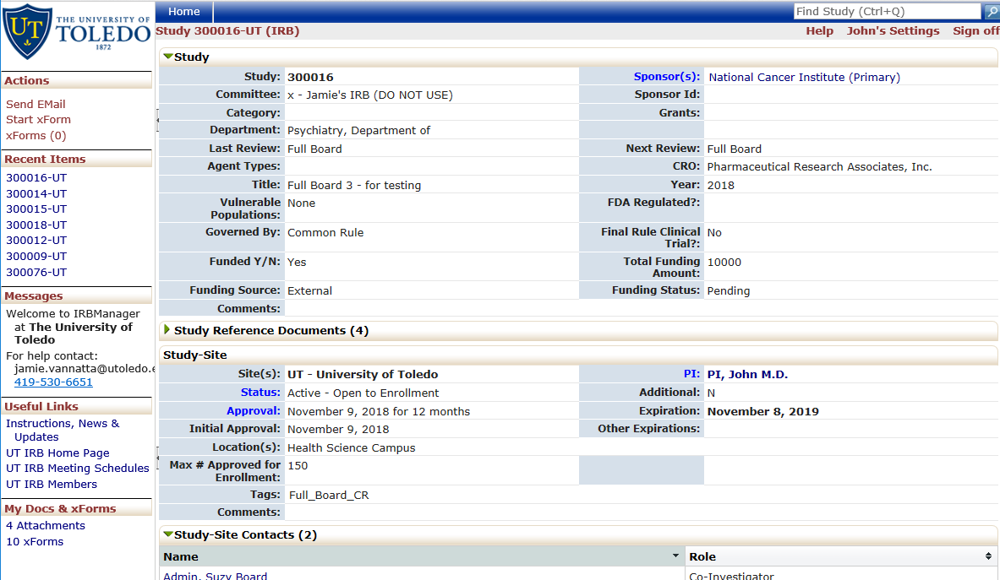 UT
THE UNIVERSITY OF
TOLEDO
1872
Home
Find Study (Ctrl+Q)
Study 300016-UT (IRB)
Help John's Settings Sign off
Actions
Send EMail
Start xForm
xForms (0)
Recent Items
300016-UT
300014-UT
300015-UT
300018-UT
300012-UT
300009-UT
300076-UT
Messages
Welcome to IRBManager
at The University of
Toledo
For help contact:
jamie.vannatta@utoledo.e
419-530-6651
Useful Links
Instructions, News &
Updates
UT IRB Home Page
UT IRB Meeting Schedules
UT IRB Members
My Docs & xForms
4 Attachments
10 xForms
Study
Study: 300016 Sponsor(s): National Cancer Institute (Primary)
Committee: x - Jamie's IRB (DO NOT USE) Sponsor Id:
Category: Grants:
Department: Psychiatry, Department of
Last Review: Full Board Next Review: Full Board
Agent Types: CRO: Pharmaceutical Research Associates, Inc.
Title: Full Board 3 - for testing Year: 2018
Vulnerable
Populations: None FDA Regulated?:
Governed By: Common Rule Final Rule Clinical
Trial?: No
Funded Y/N: Yes Total Funding
Amount: 10000
Funding Source: External Funding Status: Pending
Comments:
Study Reference Documents (4)
Study-Site
Site(s): UT - University of Toledo PI: PI, John M.D.
Status: Active - Open to Enrollment Additional: N
Approval: November 9, 2018 for 12 months Expiration: November 8, 2019
Initial Approval: November 9, 2018 Other Expirations:
Location(s): Health Science Campus
Max # Approved for
Enrollment: 150
Tags: Full_Board_CR
Comments:
Study-Site Contacts (2)
Name Role
Admin, Suzy Board Co-Investigator